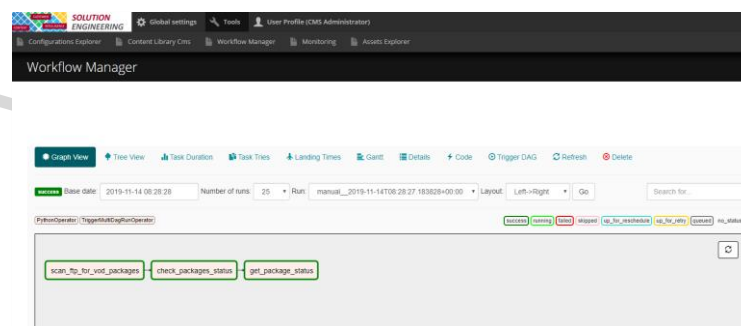 SOLUTION
ENGINEERING
Global settings Tools User Profile (CMS Administrator)
Configurations Explorer Content Library Cms Workflow Manager Monitoring Assets Explorer
Workflow Manager
Graph View Tree View Task Duration Task Tries Landing Times Gantt Details Code Trigger DAG Refresh Delete
success Base date: 2019-11-14 08:28:28 Number of runs: 25 Run: manual__2019-11-14T08:28:27.183828+00:00 Layout: Left->Right Go Search for...
PythonOperator TriggerMultiDagRunOperator success running failed skipped up_for_reschedule up_for_retry queued no_status
scan_ftp_for_vod_packages check_packages_status get_package_status